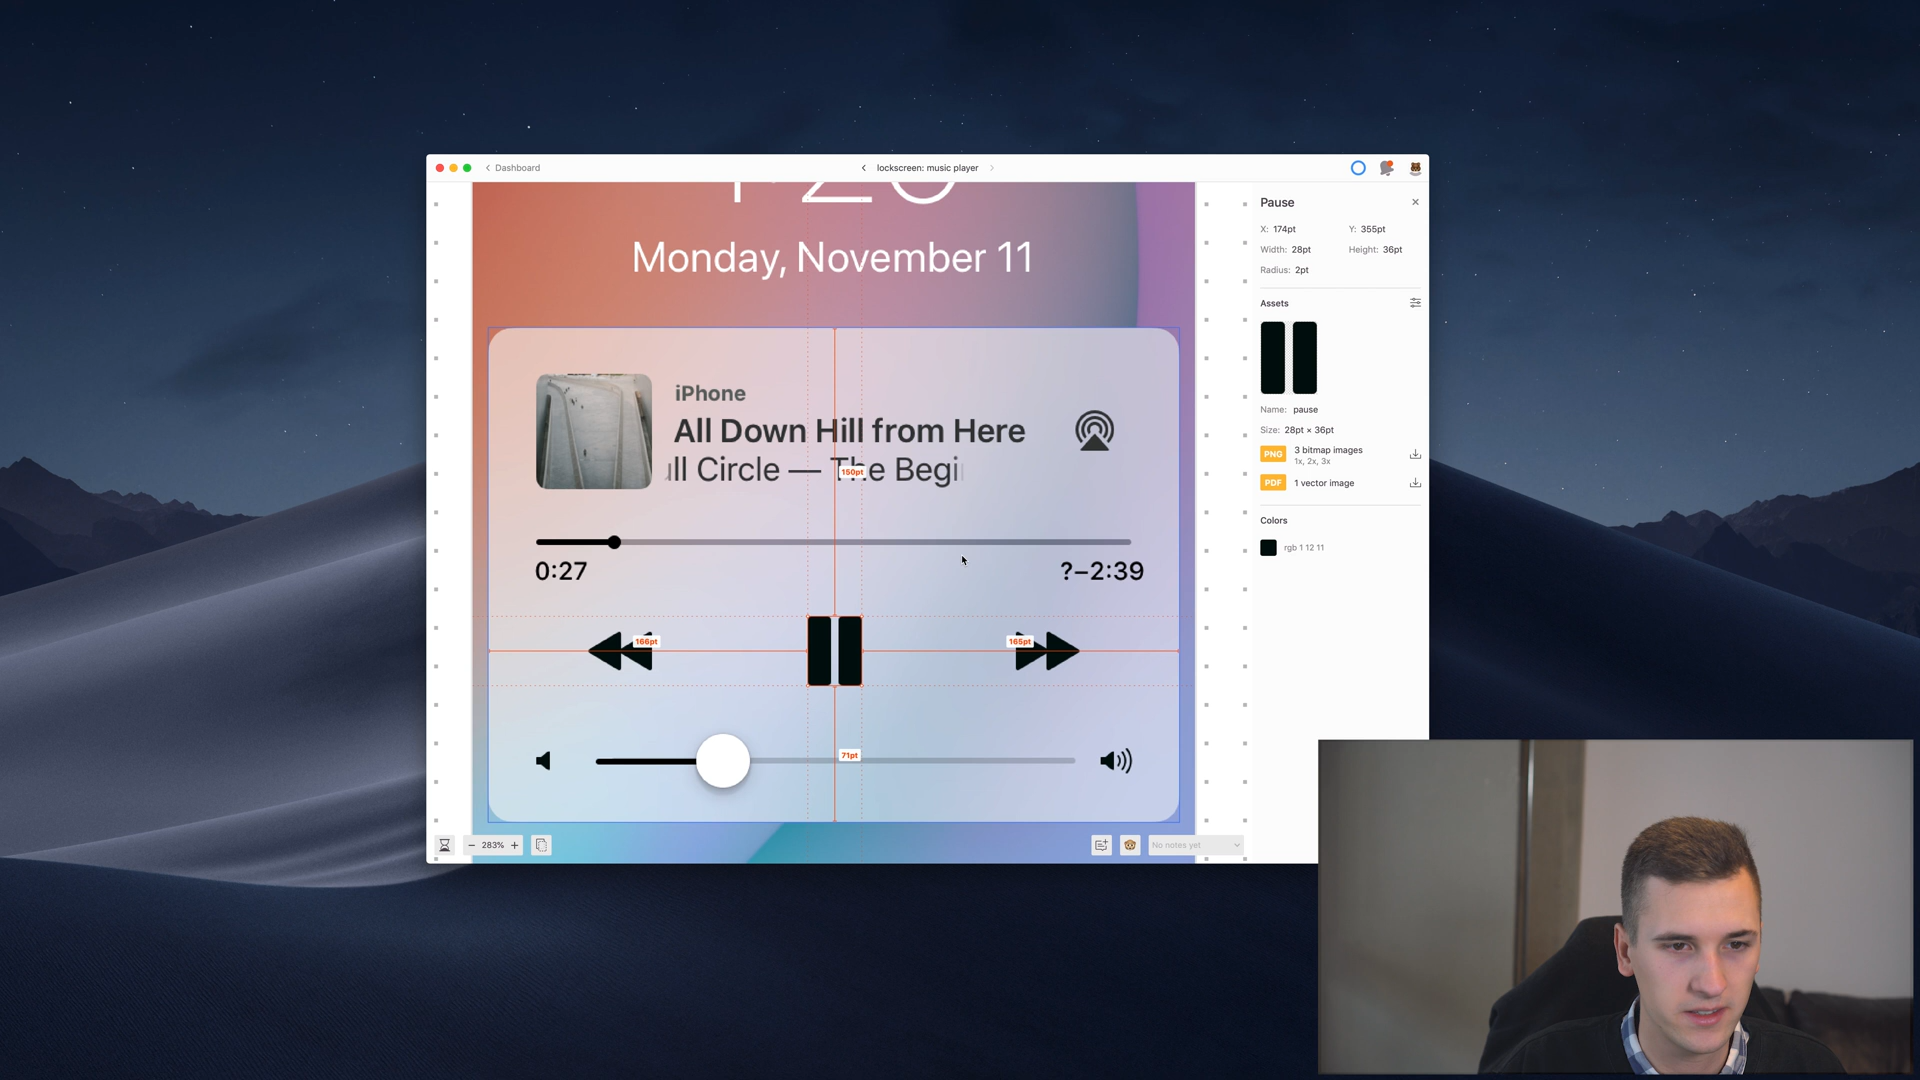 Dashboard
lockscreen: music player
Monday, November 11
iPhone
All Down Hill from Here
ull Circle — The Begi
150pt
0:27
?–2:39
166pt
165pt
71pt
283%
No notes yet
Pause
X: 174pt
Y: 355pt
Width: 28pt
Height: 36pt
Radius: 2pt
Assets
Name: pause
Size: 28pt × 36pt
PNG
3 bitmap images
1x, 2x, 3x
PDF
1 vector image
Colors
rgb 1 12 11